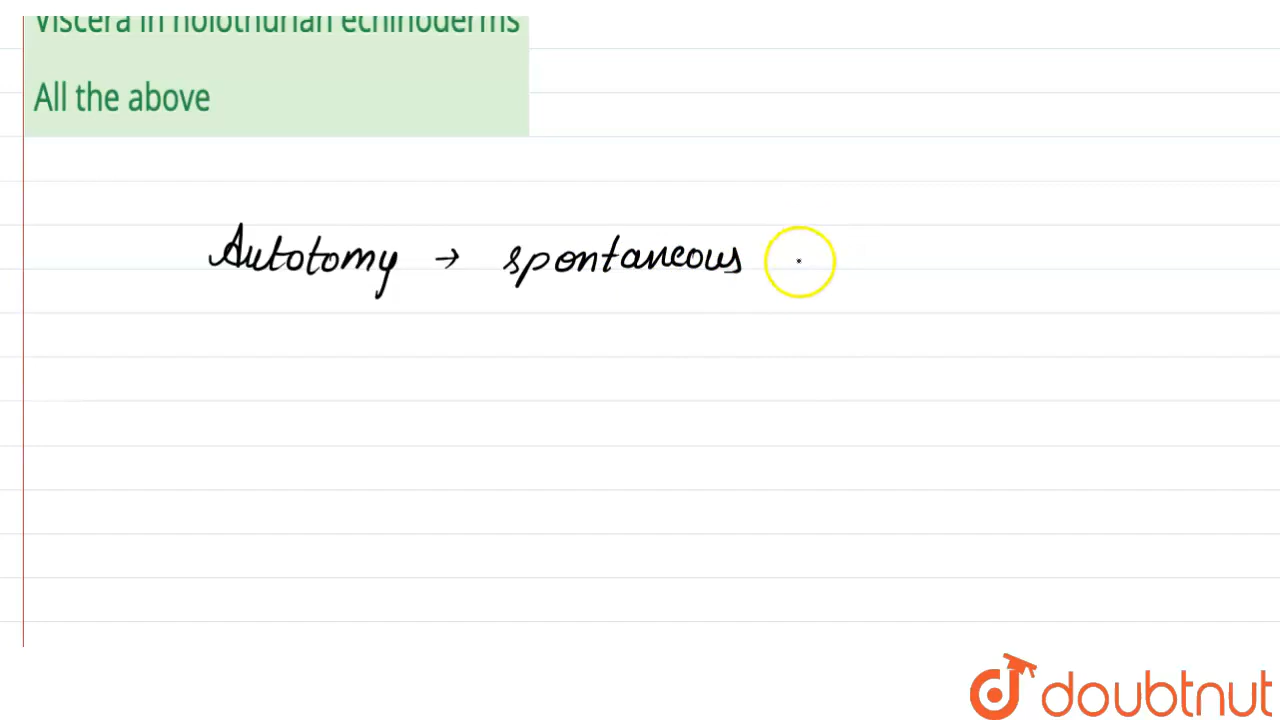 Viscera in holothurian echinoderms
All the above
Autotomy → spontaneous
doubtnut